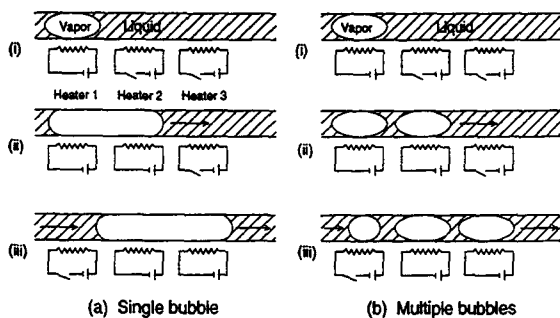 Vapor Liquid
(i)
Heater 1 Heater 2 Heater 3
(ii)
(iii)
(a) Single bubble
Vapor Liquid
(i)
(ii)
(iii)
(b) Multiple bubbles